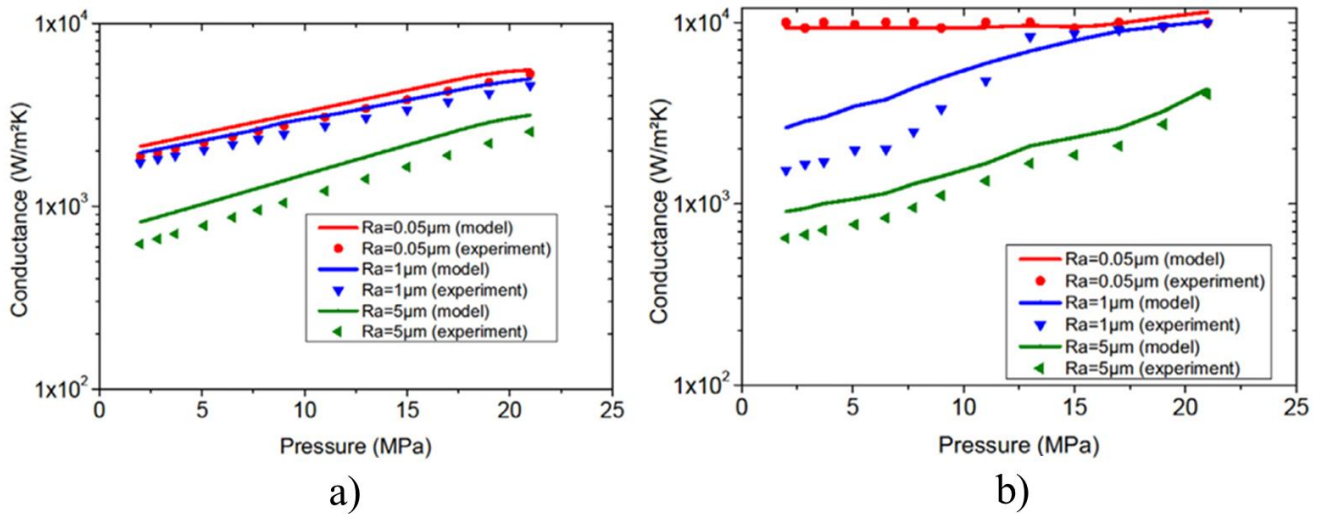 1x10⁴
1x10³
1x10²
Conductance (W/m²K)
Ra=0.05µm (model)
Ra=0.05µm (experiment)
Ra=1µm (model)
Ra=1µm (experiment)
Ra=5µm (model)
Ra=5µm (experiment)
0 5 10 15 20 25
Pressure (MPa)
a)
1x10⁴
1x10³
1x10²
Conductance (W/m²K)
Ra=0.05µm (model)
Ra=0.05µm (experiment)
Ra=1µm (model)
Ra=1µm (experiment)
Ra=5µm (model)
Ra=5µm (experiment)
0 5 10 15 20 25
Pressure (MPa)
b)